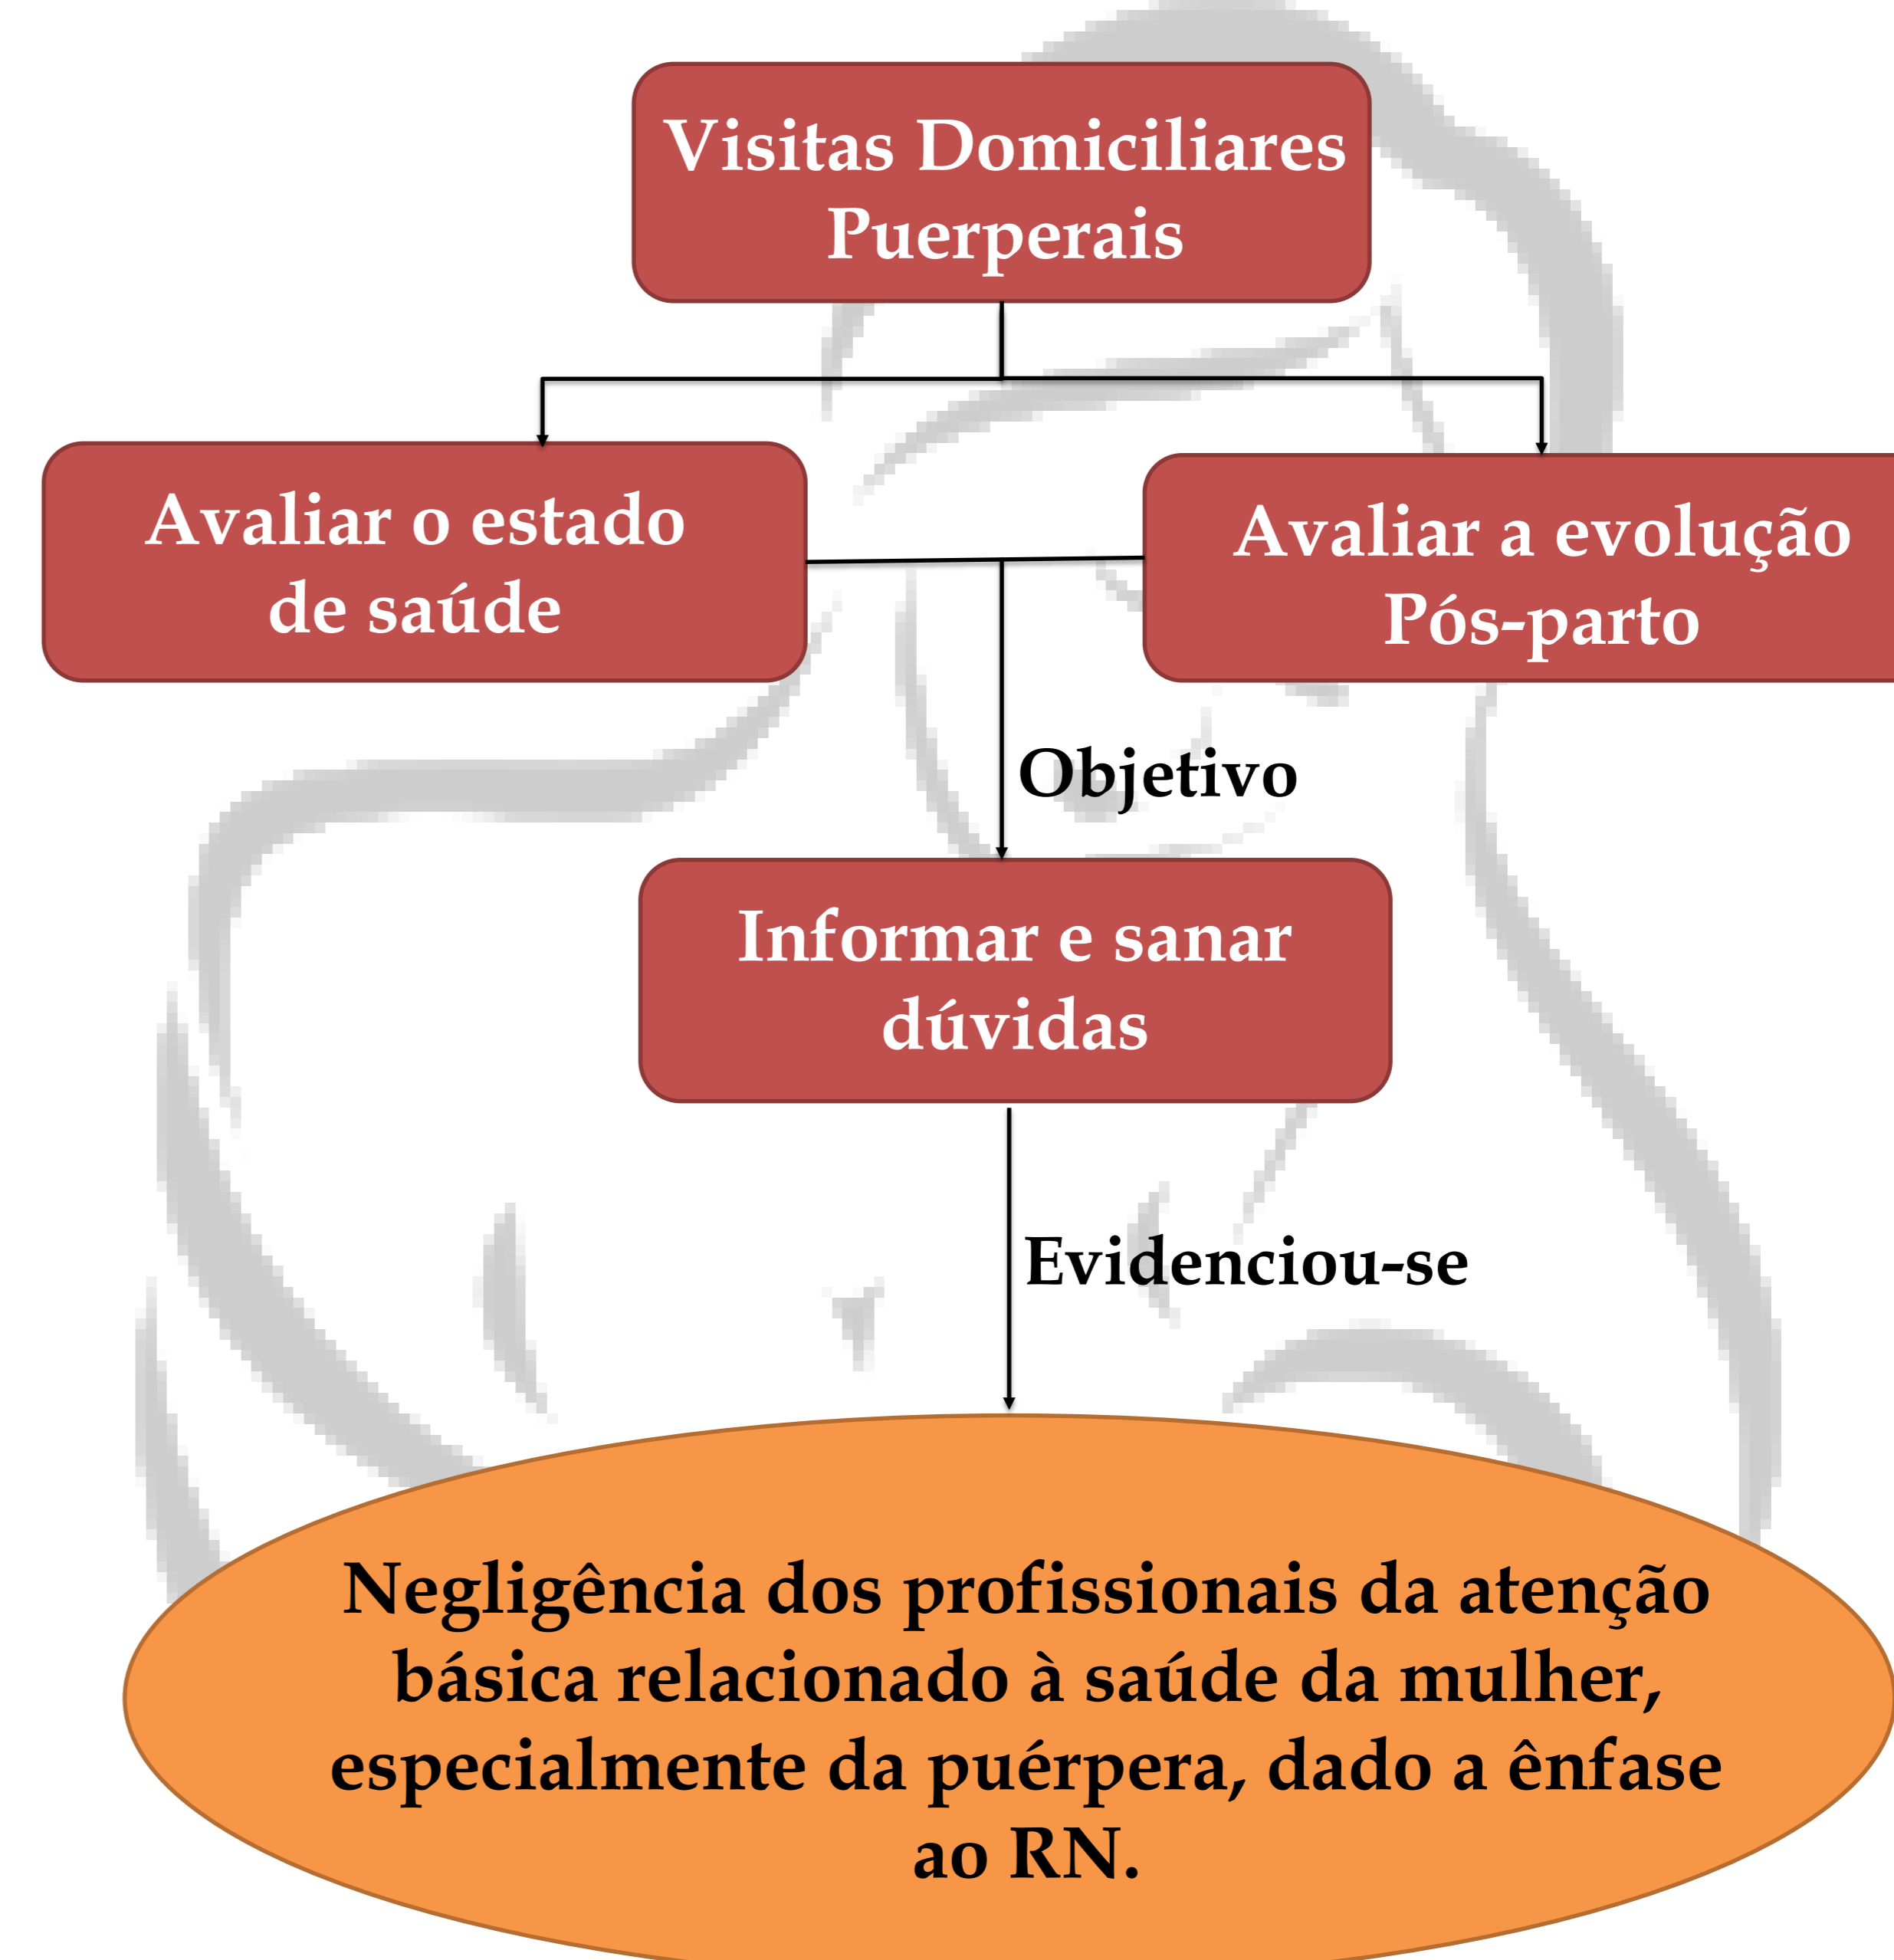 Visitas Domiciliares
Puerperais
Avaliar o estado
de saúde
Avaliar a evolução
Pós-parto
Objetivo
Informar e sanar
dúvidas
Evidenciou-se
Negligência dos profissionais da atenção
básica relacionado à saúde da mulher,
especialmente da puérpera, dado a ênfase
ao RN.